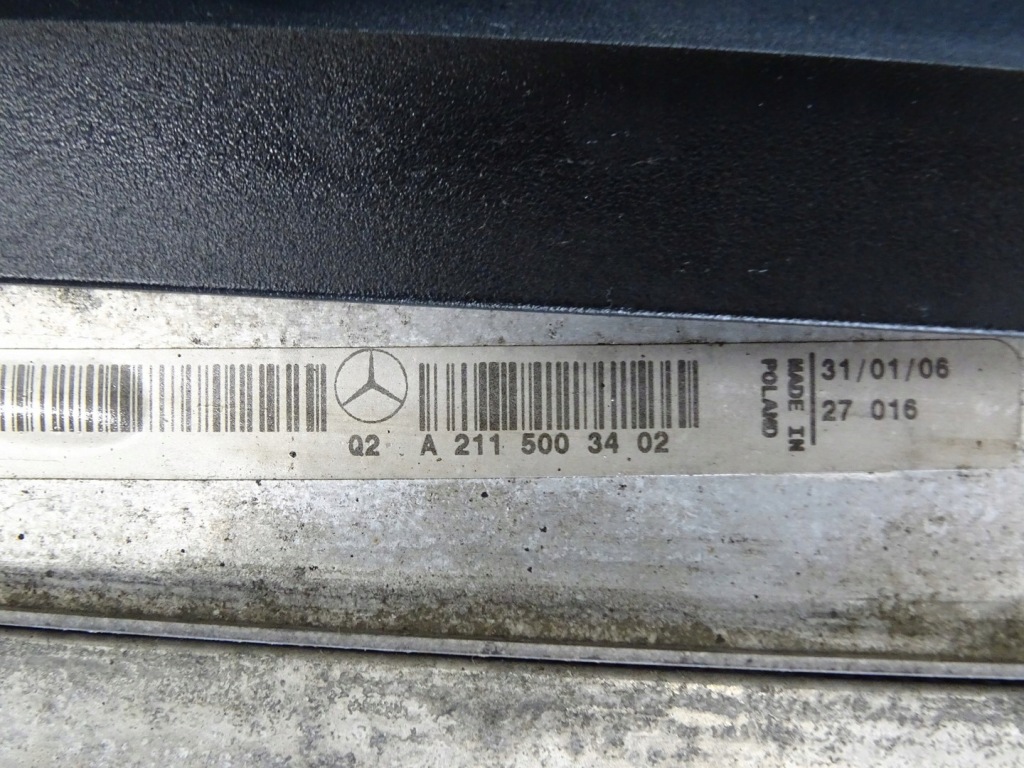 Q2 A 211 500 34 02
MADE IN
POLAND
31/01/06
27 016